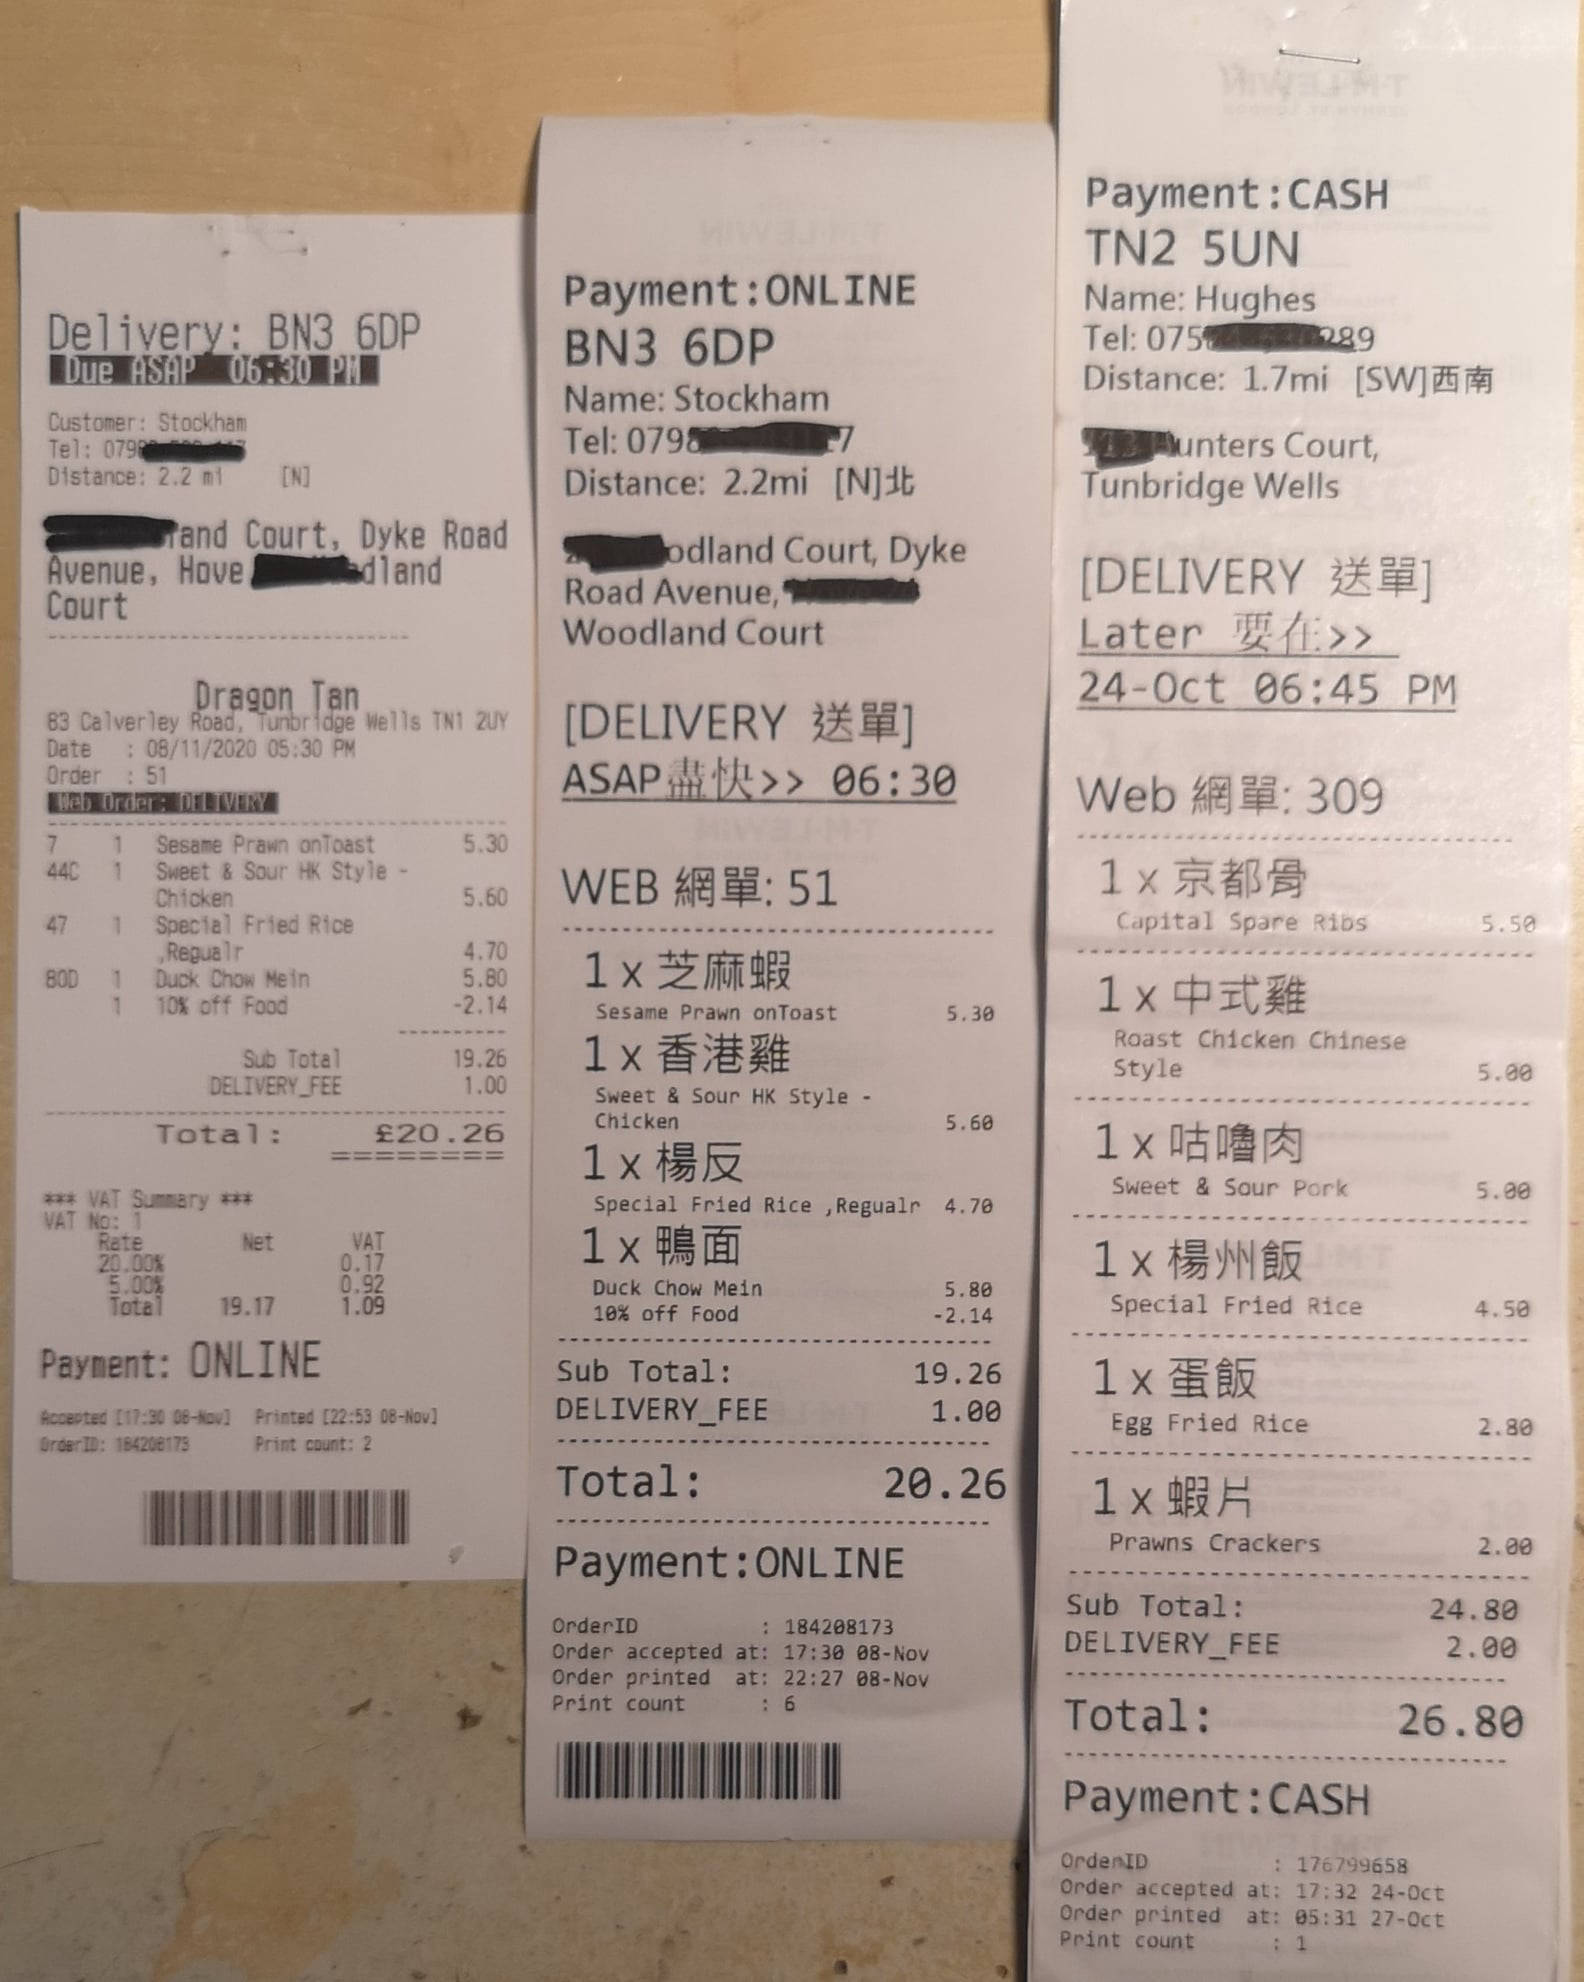 Delivery: BN3 6DP
Due ASAP 06:30 PM
Customer: Stockham
Tel: 079
Distance: 2.2 mi [N]
Court, Dyke Road
Avenue, Hove
Court
Dragon Tan
83 Calverley Road, Tunbridge Wells TN1 2UY
Date : 08/11/2020 05:30 PM
Order : 51
Web Order: DELIVERY
7 1 Sesame Prawn onToast 5.30
44C 1 Sweet & Sour HK Style -
Chicken 5.60
47 1 Special Fried Rice
,Regualr 4.70
80D 1 Duck Chow Mein 5.80
1 10% off Food -2.14
Sub Total 19.26
DELIVERY_FEE 1.00
Total: £20.26
*** VAT Summary ***
VAT No: 1
Rate Net VAT
20.00% 0.17
5.00% 0.92
Total 19.17 1.09
Payment: ONLINE
Accepted [17:30 08-Nov] Printed [22:53 08-Nov]
OrderID: 184208173 Print count: 2
Payment:ONLINE
BN3 6DP
Name: Stockham
Tel: 079
Distance: 2.2mi [N]北
Court, Dyke
Road Avenue,
Woodland Court
[DELIVERY 送單]
ASAP盡快>> 06:30
WEB 網單: 51
1 x 芝麻蝦
Sesame Prawn onToast 5.30
1 x 香港雞
Sweet & Sour HK Style -
Chicken 5.60
1 x 楊反
Special Fried Rice ,Regualr 4.70
1 x 鴨面
Duck Chow Mein 5.80
10% off Food -2.14
Sub Total: 19.26
DELIVERY_FEE 1.00
Total: 20.26
Payment:ONLINE
OrderID : 184208173
Order accepted at: 17:30 08-Nov
Order printed at: 22:27 08-Nov
Print count : 6
Payment:CASH
TN2 5UN
Name: Hughes
Tel: 075 289
Distance: 1.7mi [SW]西南
Court,
Tunbridge Wells
[DELIVERY 送單]
Later 要在>>
24-Oct 06:45 PM
Web 網單: 309
1 x 京都骨
Capital Spare Ribs 5.50
1 x 中式雞
Roast Chicken Chinese
Style 5.00
1 x 咕嚕肉
Sweet & Sour Pork 5.00
1 x 楊州飯
Special Fried Rice 4.50
1 x 蛋飯
Egg Fried Rice 2.80
1 x 蝦片
Prawns Crackers 2.00
Sub Total: 24.80
DELIVERY_FEE 2.00
Total: 26.80
Payment:CASH
OrderID : 176799658
Order accepted at: 17:32 24-Oct
Order printed at: 05:31 27-Oct
Print count : 1